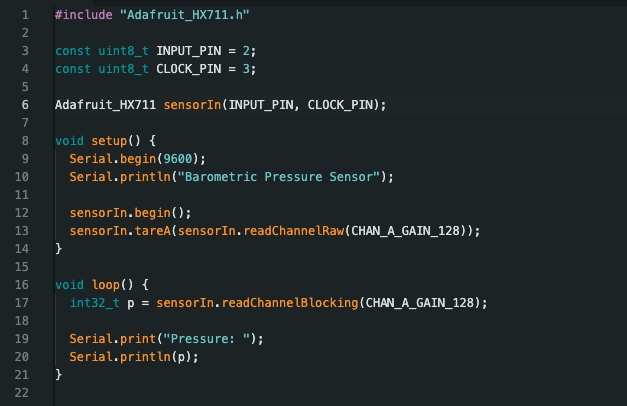 1 #include "Adafruit_HX711.h"
2
3 const uint8_t INPUT_PIN = 2;
4 const uint8_t CLOCK_PIN = 3;
5
6 Adafruit_HX711 sensorIn(INPUT_PIN, CLOCK_PIN);
7
8 void setup() {
9   Serial.begin(9600);
10   Serial.println("Barometric Pressure Sensor");
11
12   sensorIn.begin();
13   sensorIn.tareA(sensorIn.readChannelRaw(CHAN_A_GAIN_128));
14 }
15
16 void loop() {
17   int32_t p = sensorIn.readChannelBlocking(CHAN_A_GAIN_128);
18
19   Serial.print("Pressure: ");
20   Serial.println(p);
21 }
22